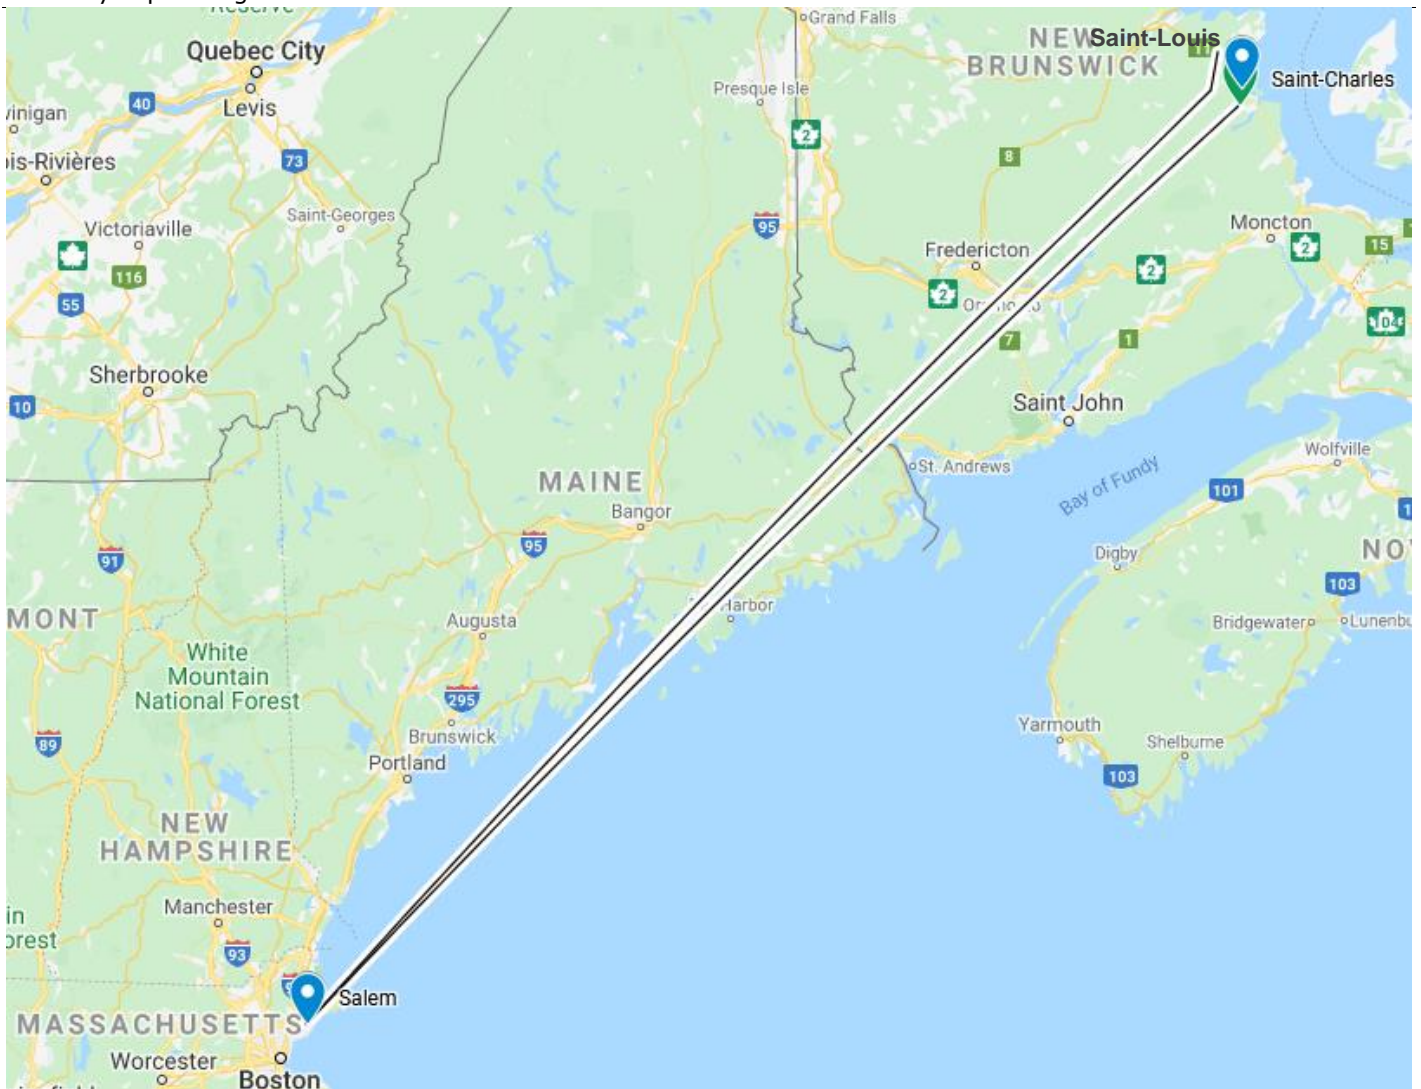 Quebec City
Levis
40
73
Victoriaville
Saint-Georges
116
55
Sherbrooke
10
91
MONT
White
Mountain
National Forest
89
NEW
HAMPSHIRE
Manchester
93
MASSACHUSETTS
Worcester
Boston
Salem
Portland
Brunswick
295
Augusta
95
MAINE
Bangor
Harbor
95
Presque Isle
Grand Falls
2
NEW
BRUNSWICK
Saint-Louis
11
Saint-Charles
8
Fredericton
2
7
2
1
Moncton
2
15
104
Saint John
St. Andrews
Bay of Fundy
Wolfville
101
Digby
103
Bridgewater
Lunenbu
Yarmouth
Shelburne
103